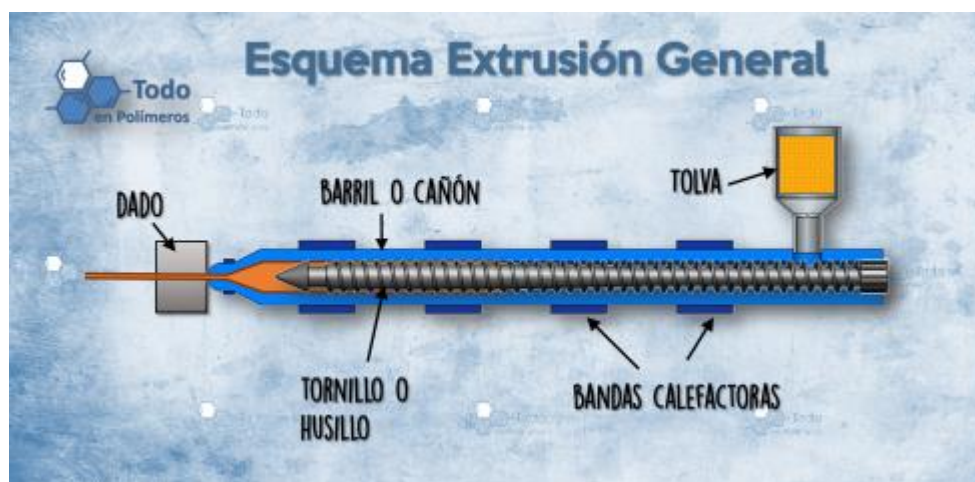 Esquema Extrusión General
Todo
en Polímeros
DADO
BARRIL O CAÑÓN
TOLVA
TORNILLO O
HUSILLO
BANDAS CALEFACTORAS